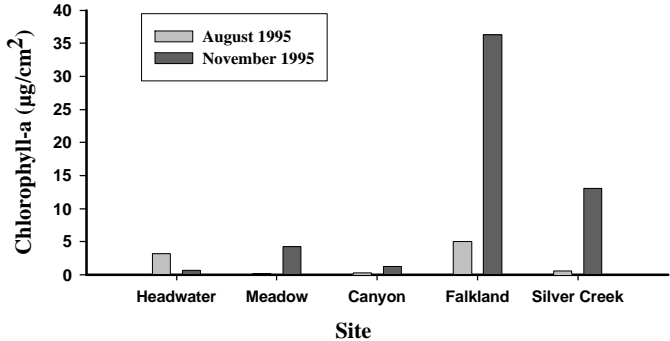 Chlorophyll-a (µg/cm²)
40
35
30
25
20
15
10
5
0
August 1995
November 1995
Headwater Meadow Canyon Falkland Silver Creek
Site